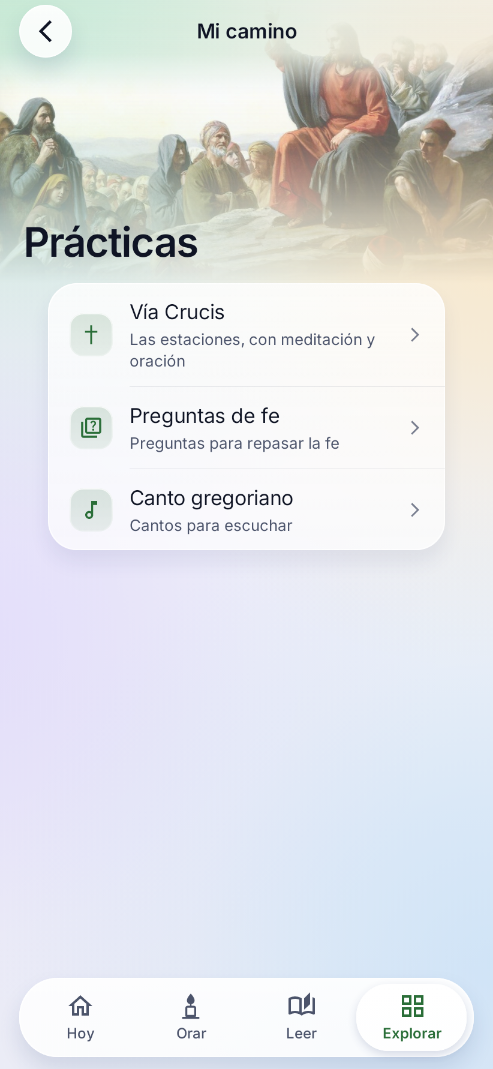 Mi camino
Prácticas
Vía Crucis
Las estaciones, con meditación y
oración
Preguntas de fe
Preguntas para repasar la fe
Canto gregoriano
Cantos para escuchar
Hoy
Orar
Leer
Explorar